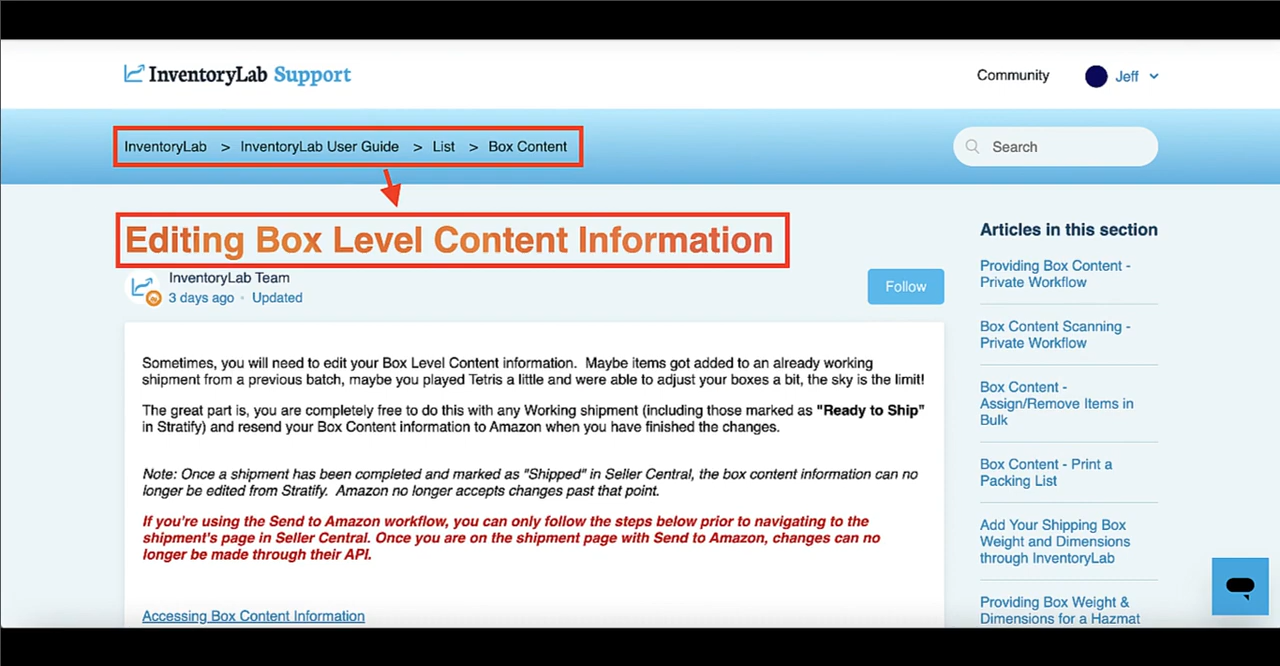 InventoryLab Support
Community
Jeff
InventoryLab > InventoryLab User Guide > List > Box Content
Search
Editing Box Level Content Information
InventoryLab Team
3 days ago • Updated
Follow
Sometimes, you will need to edit your Box Level Content information.  Maybe items got added to an already working
shipment from a previous batch, maybe you played Tetris a little and were able to adjust your boxes a bit, the sky is the limit!
The great part is, you are completely free to do this with any Working shipment (including those marked as "Ready to Ship"
in Stratify) and resend your Box Content information to Amazon when you have finished the changes.
Note: Once a shipment has been completed and marked as "Shipped" in Seller Central, the box content information can no
longer be edited from Stratify.  Amazon no longer accepts changes past that point.
If you're using the Send to Amazon workflow, you can only follow the steps below prior to navigating to the
shipment's page in Seller Central. Once you are on the shipment page with Send to Amazon, changes can no
longer be made through their API.
Accessing Box Content Information
Articles in this section
Providing Box Content -
Private Workflow
Box Content Scanning -
Private Workflow
Box Content -
Assign/Remove Items in
Bulk
Box Content - Print a
Packing List
Add Your Shipping Box
Weight and Dimensions
through InventoryLab
Providing Box Weight &
Dimensions for a Hazmat